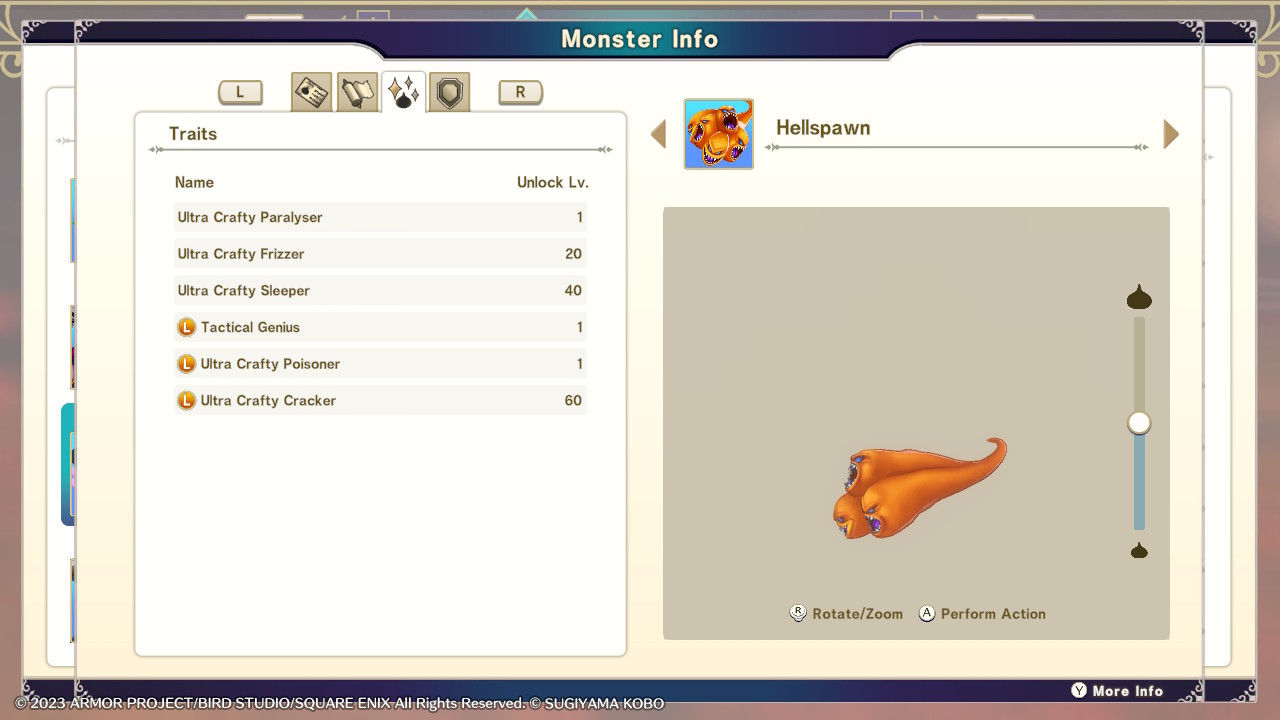 Monster Info
L
R
Traits
Name Unlock Lv.
Ultra Crafty Paralyser 1
Ultra Crafty Frizzer 20
Ultra Crafty Sleeper 40
L Tactical Genius 1
L Ultra Crafty Poisoner 1
L Ultra Crafty Cracker 60
Hellspawn
R Rotate/Zoom A Perform Action
Y More Info
© 2023 ARMOR PROJECT/BIRD STUDIO/SQUARE ENIX All Rights Reserved. © SUGIYAMA KOBO